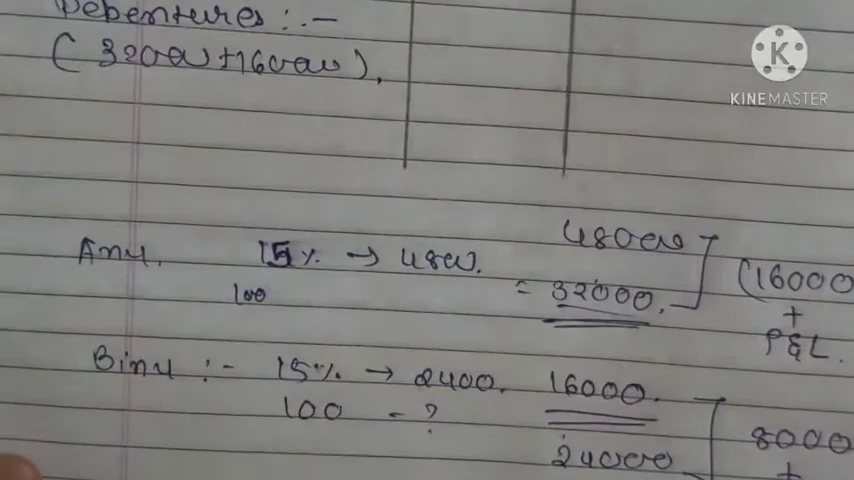 Debentures :-
(32000+16000).
KINEMASTER
48000
Anu. 15% → 4800.
= 32000. (16000
100
+
P&L.
Binu :- 15% → 2400. 16000.
100 - ?
8000
24000
+